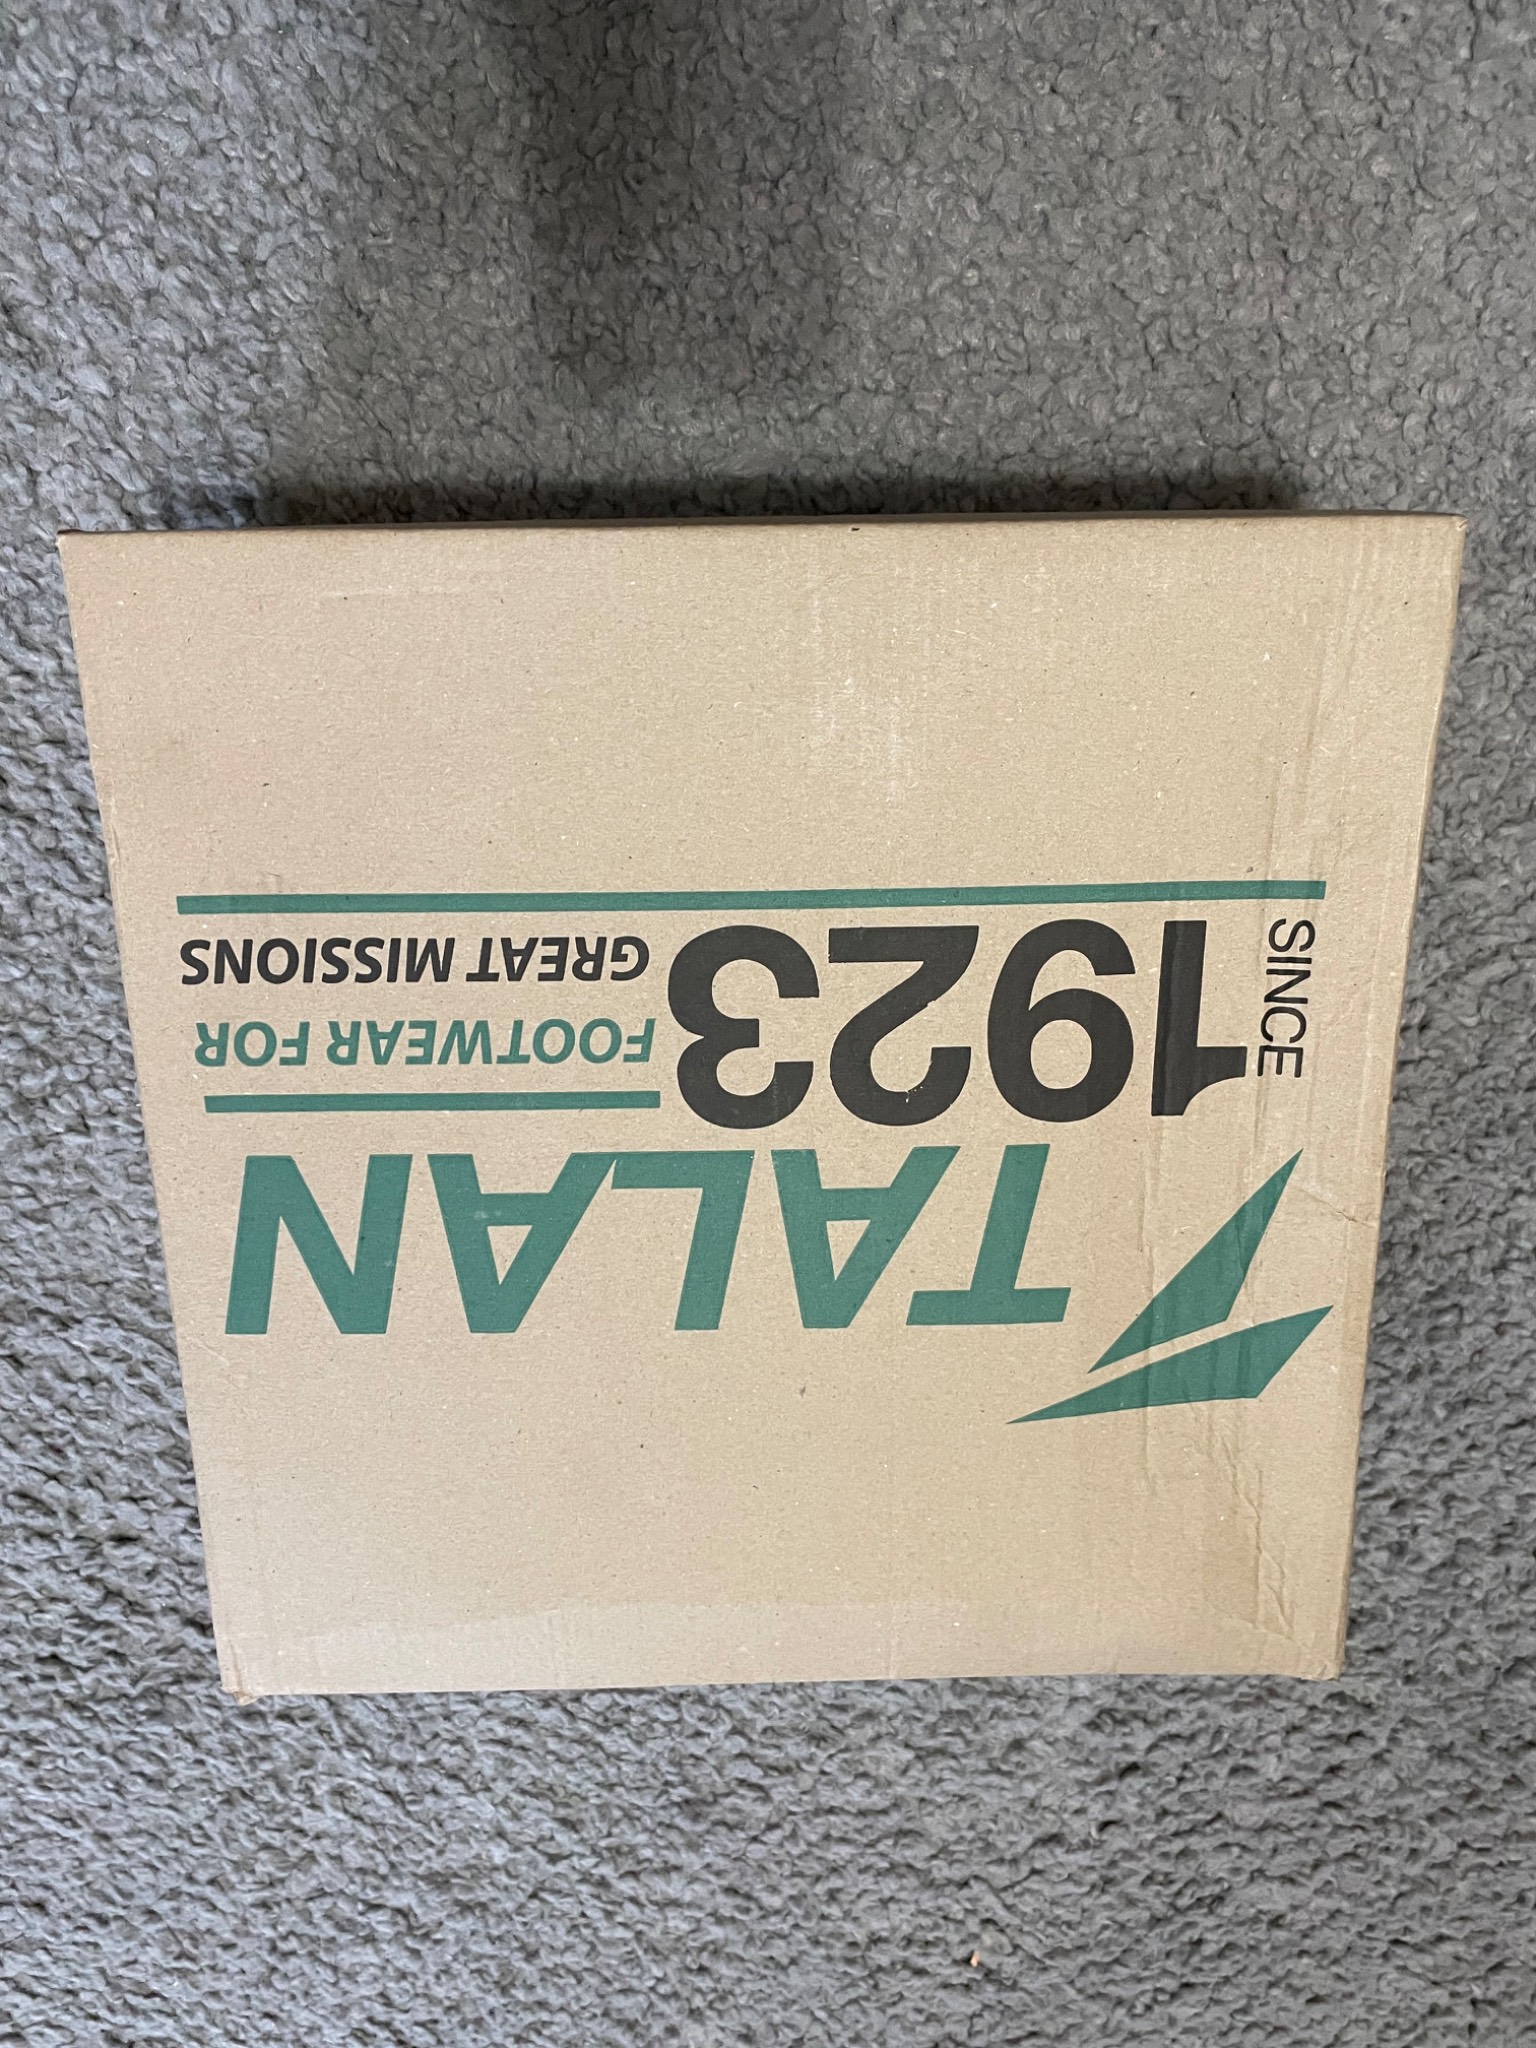 TALAN
SINCE
1923
FOOTWEAR FOR
GREAT MISSIONS